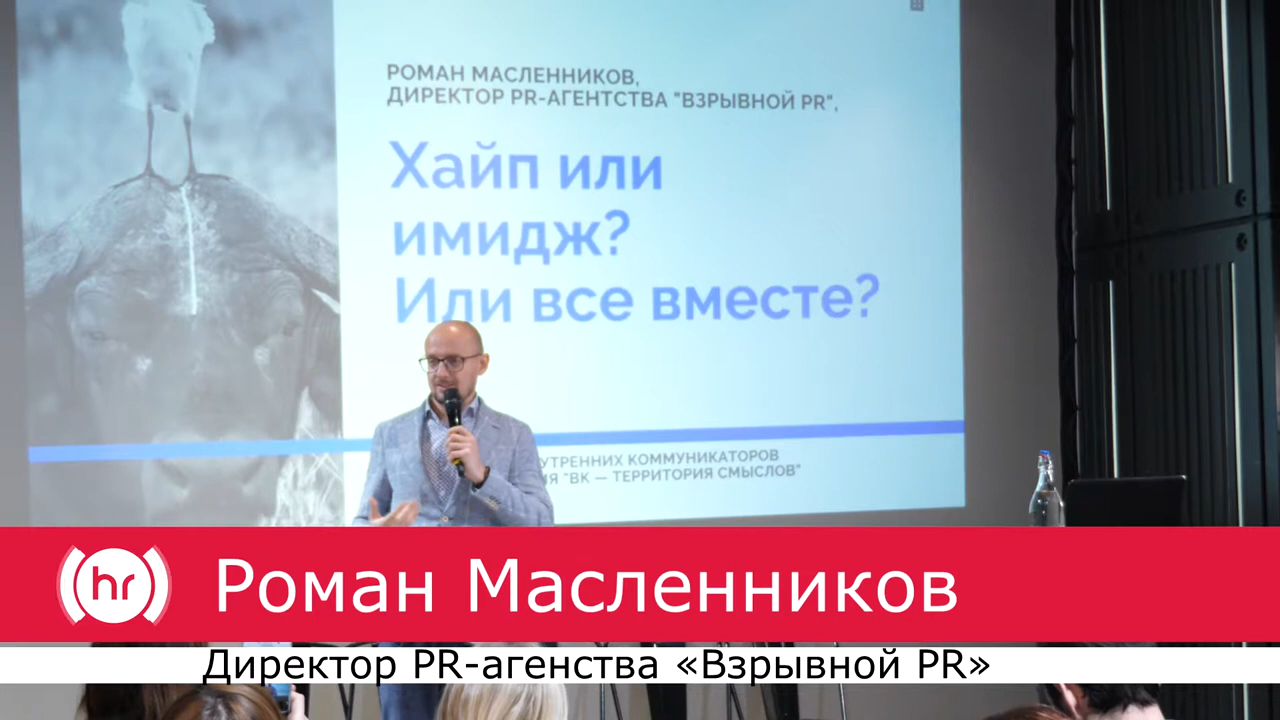 РОМАН МАСЛЕННИКОВ,
ДИРЕКТОР PR-АГЕНТСТВА "ВЗРЫВНОЙ PR",
Хайп или
имидж?
Или все вместе?
КОММУНИКАТОРОВ
"ВК — ТЕРРИТОРИЯ СМЫСЛОВ"
hr
Роман Масленников
Директор PR-агенства «Взрывной PR»